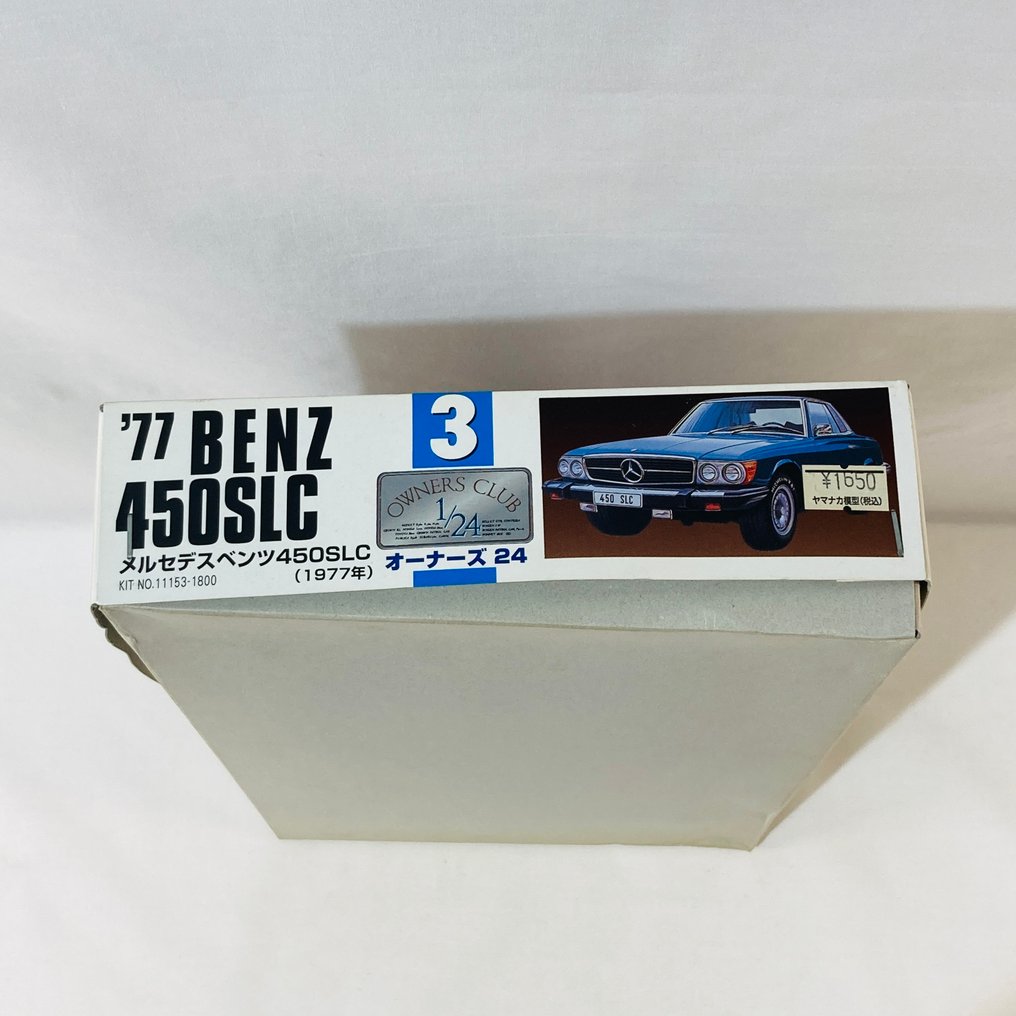 '77 BENZ
450SLC
メルセデスベンツ450SLC
(1977年)
KIT NO.11153-1800
3
OWNERS CLUB
1/24
オーナーズ 24
450 SLC
¥1650
ヤマナカ模型(税込)